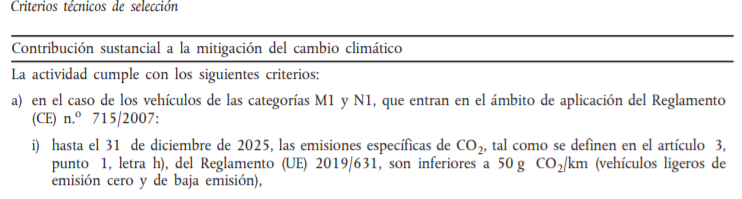 Criterios técnicos de selección
Contribución sustancial a la mitigación del cambio climático
La actividad cumple con los siguientes criterios:
a) en el caso de los vehículos de las categorías M1 y N1, que entran en el ámbito de aplicación del Reglamento
(CE) n.º 715/2007:
i) hasta el 31 de diciembre de 2025, las emisiones específicas de CO₂, tal como se definen en el artículo 3,
punto 1, letra h), del Reglamento (UE) 2019/631, son inferiores a 50 g CO₂/km (vehículos ligeros de
emisión cero y de baja emisión),